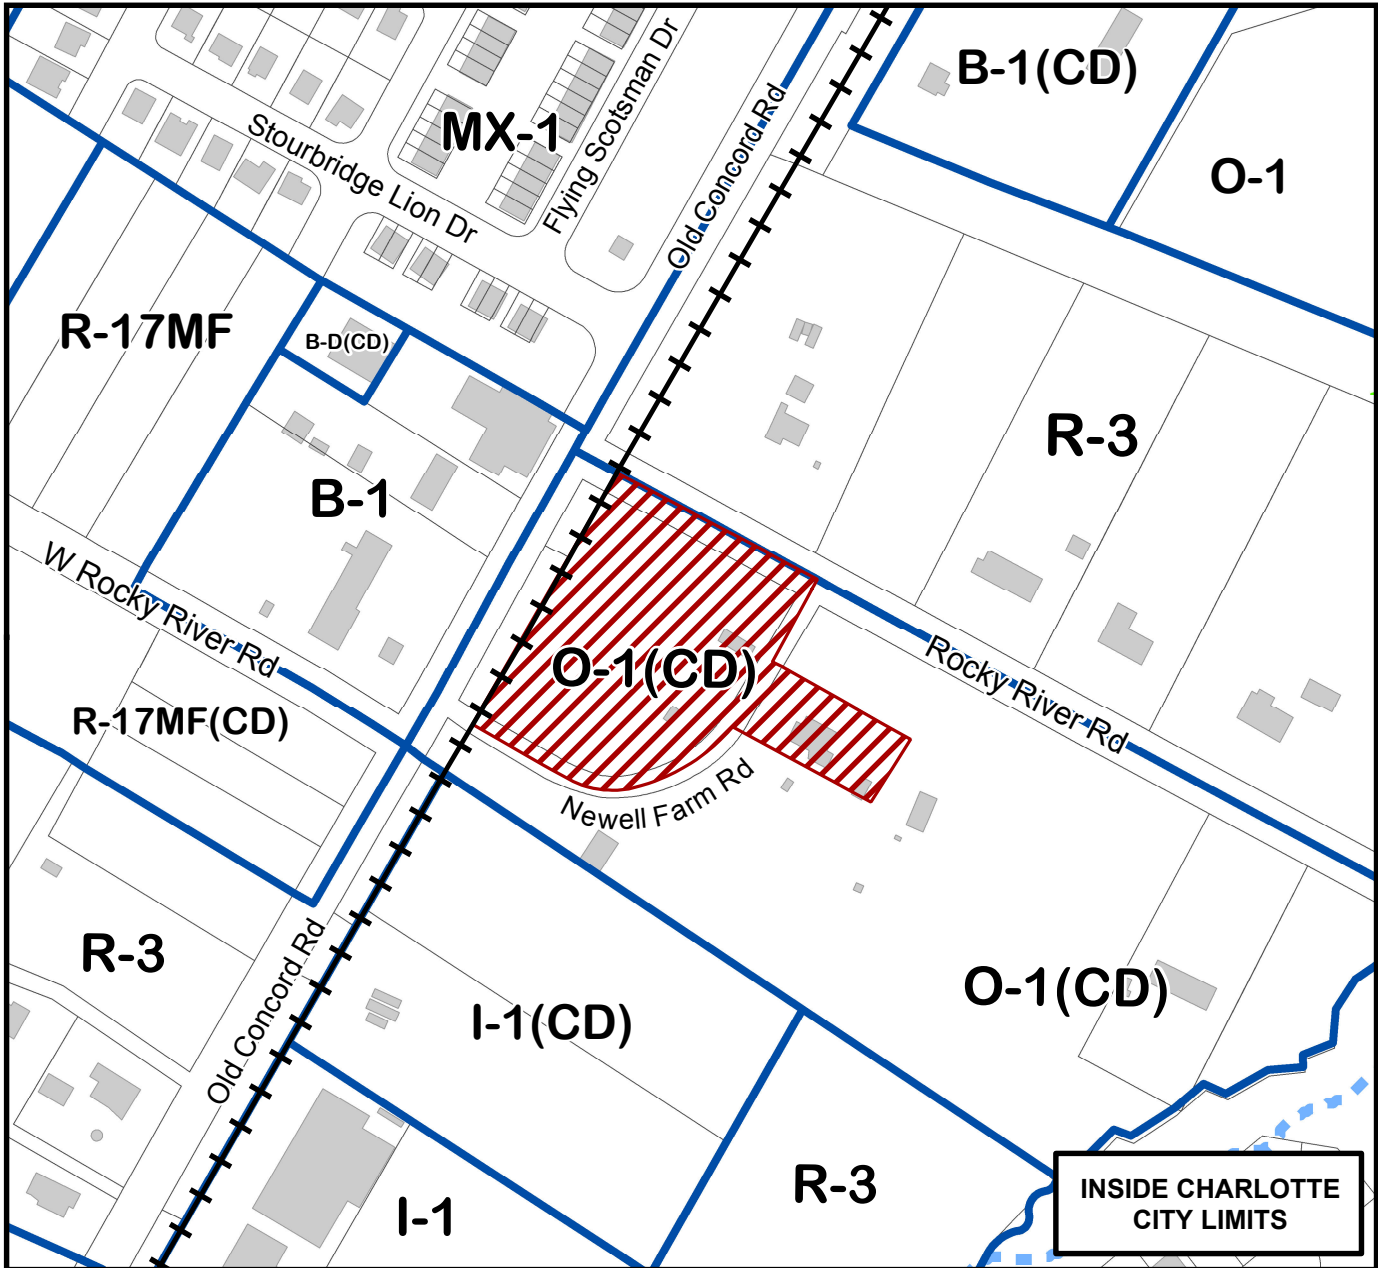 B-1(CD)
MX-1
Flying Scotsman Dr
Stourbridge Lion Dr
Old Concord Rd
O-1
R-17MF
B-D(CD)
R-3
B-1
W Rocky River Rd
O-1(CD)
Rocky River Rd
R-17MF(CD)
Newell Farm Rd
R-3
Old Concord Rd
I-1(CD)
O-1(CD)
R-3
I-1
INSIDE CHARLOTTE
CITY LIMITS